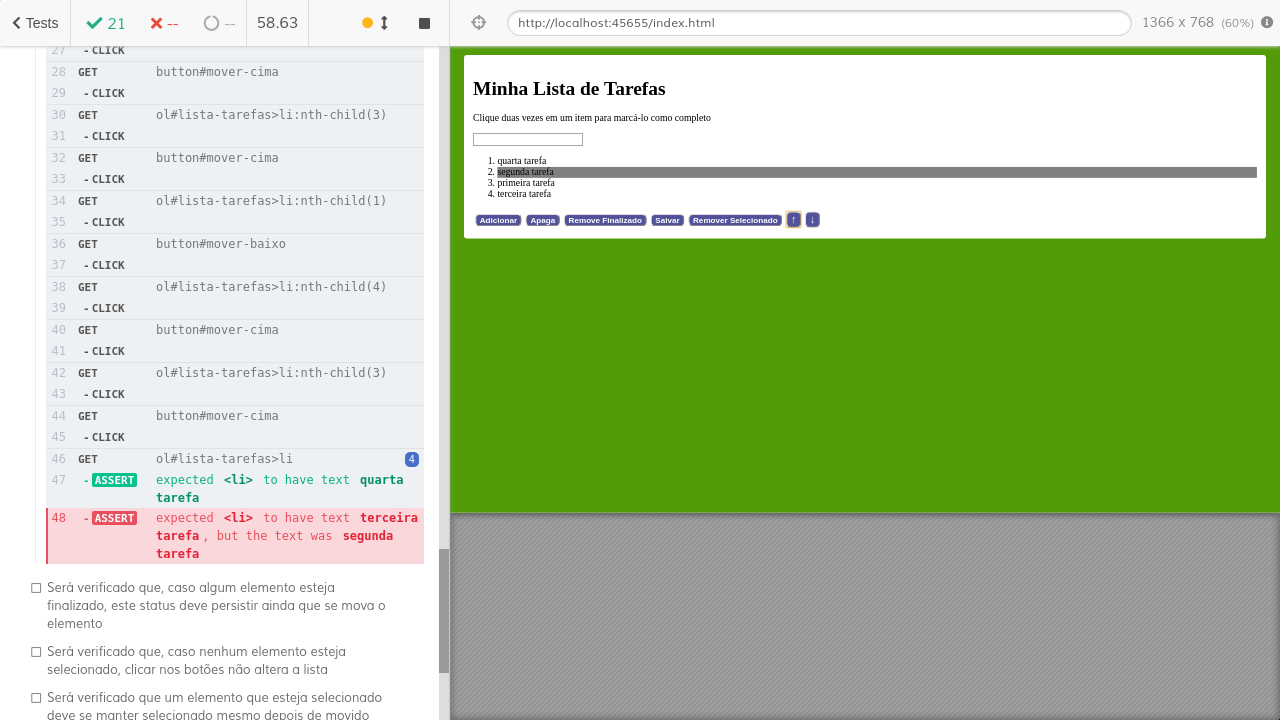 Tests 21 -- -- 58.63
http://localhost:45655/index.html 1366 x 768 (60%)
27 - CLICK
28 GET button#mover-cima
29 - CLICK
30 GET ol#lista-tarefas>li:nth-child(3)
31 - CLICK
32 GET button#mover-cima
33 - CLICK
34 GET ol#lista-tarefas>li:nth-child(1)
35 - CLICK
36 GET button#mover-baixo
37 - CLICK
38 GET ol#lista-tarefas>li:nth-child(4)
39 - CLICK
40 GET button#mover-cima
41 - CLICK
42 GET ol#lista-tarefas>li:nth-child(3)
43 - CLICK
44 GET button#mover-cima
45 - CLICK
46 GET ol#lista-tarefas>li 4
47 - ASSERT expected <li> to have text quarta
tarefa
48 - ASSERT expected <li> to have text terceira
tarefa , but the text was segunda
tarefa
Será verificado que, caso algum elemento esteja
finalizado, este status deve persistir ainda que se mova o
elemento
Será verificado que, caso nenhum elemento esteja
selecionado, clicar nos botões não altera a lista
Será verificado que um elemento que esteja selecionado
deve se manter selecionado mesmo depois de movido
Minha Lista de Tarefas
Clique duas vezes em um item para marcá-lo como completo
1. quarta tarefa
2. segunda tarefa
3. primeira tarefa
4. terceira tarefa
Adicionar Apaga Remove Finalizado Salvar Remover Selecionado ↑ ↓